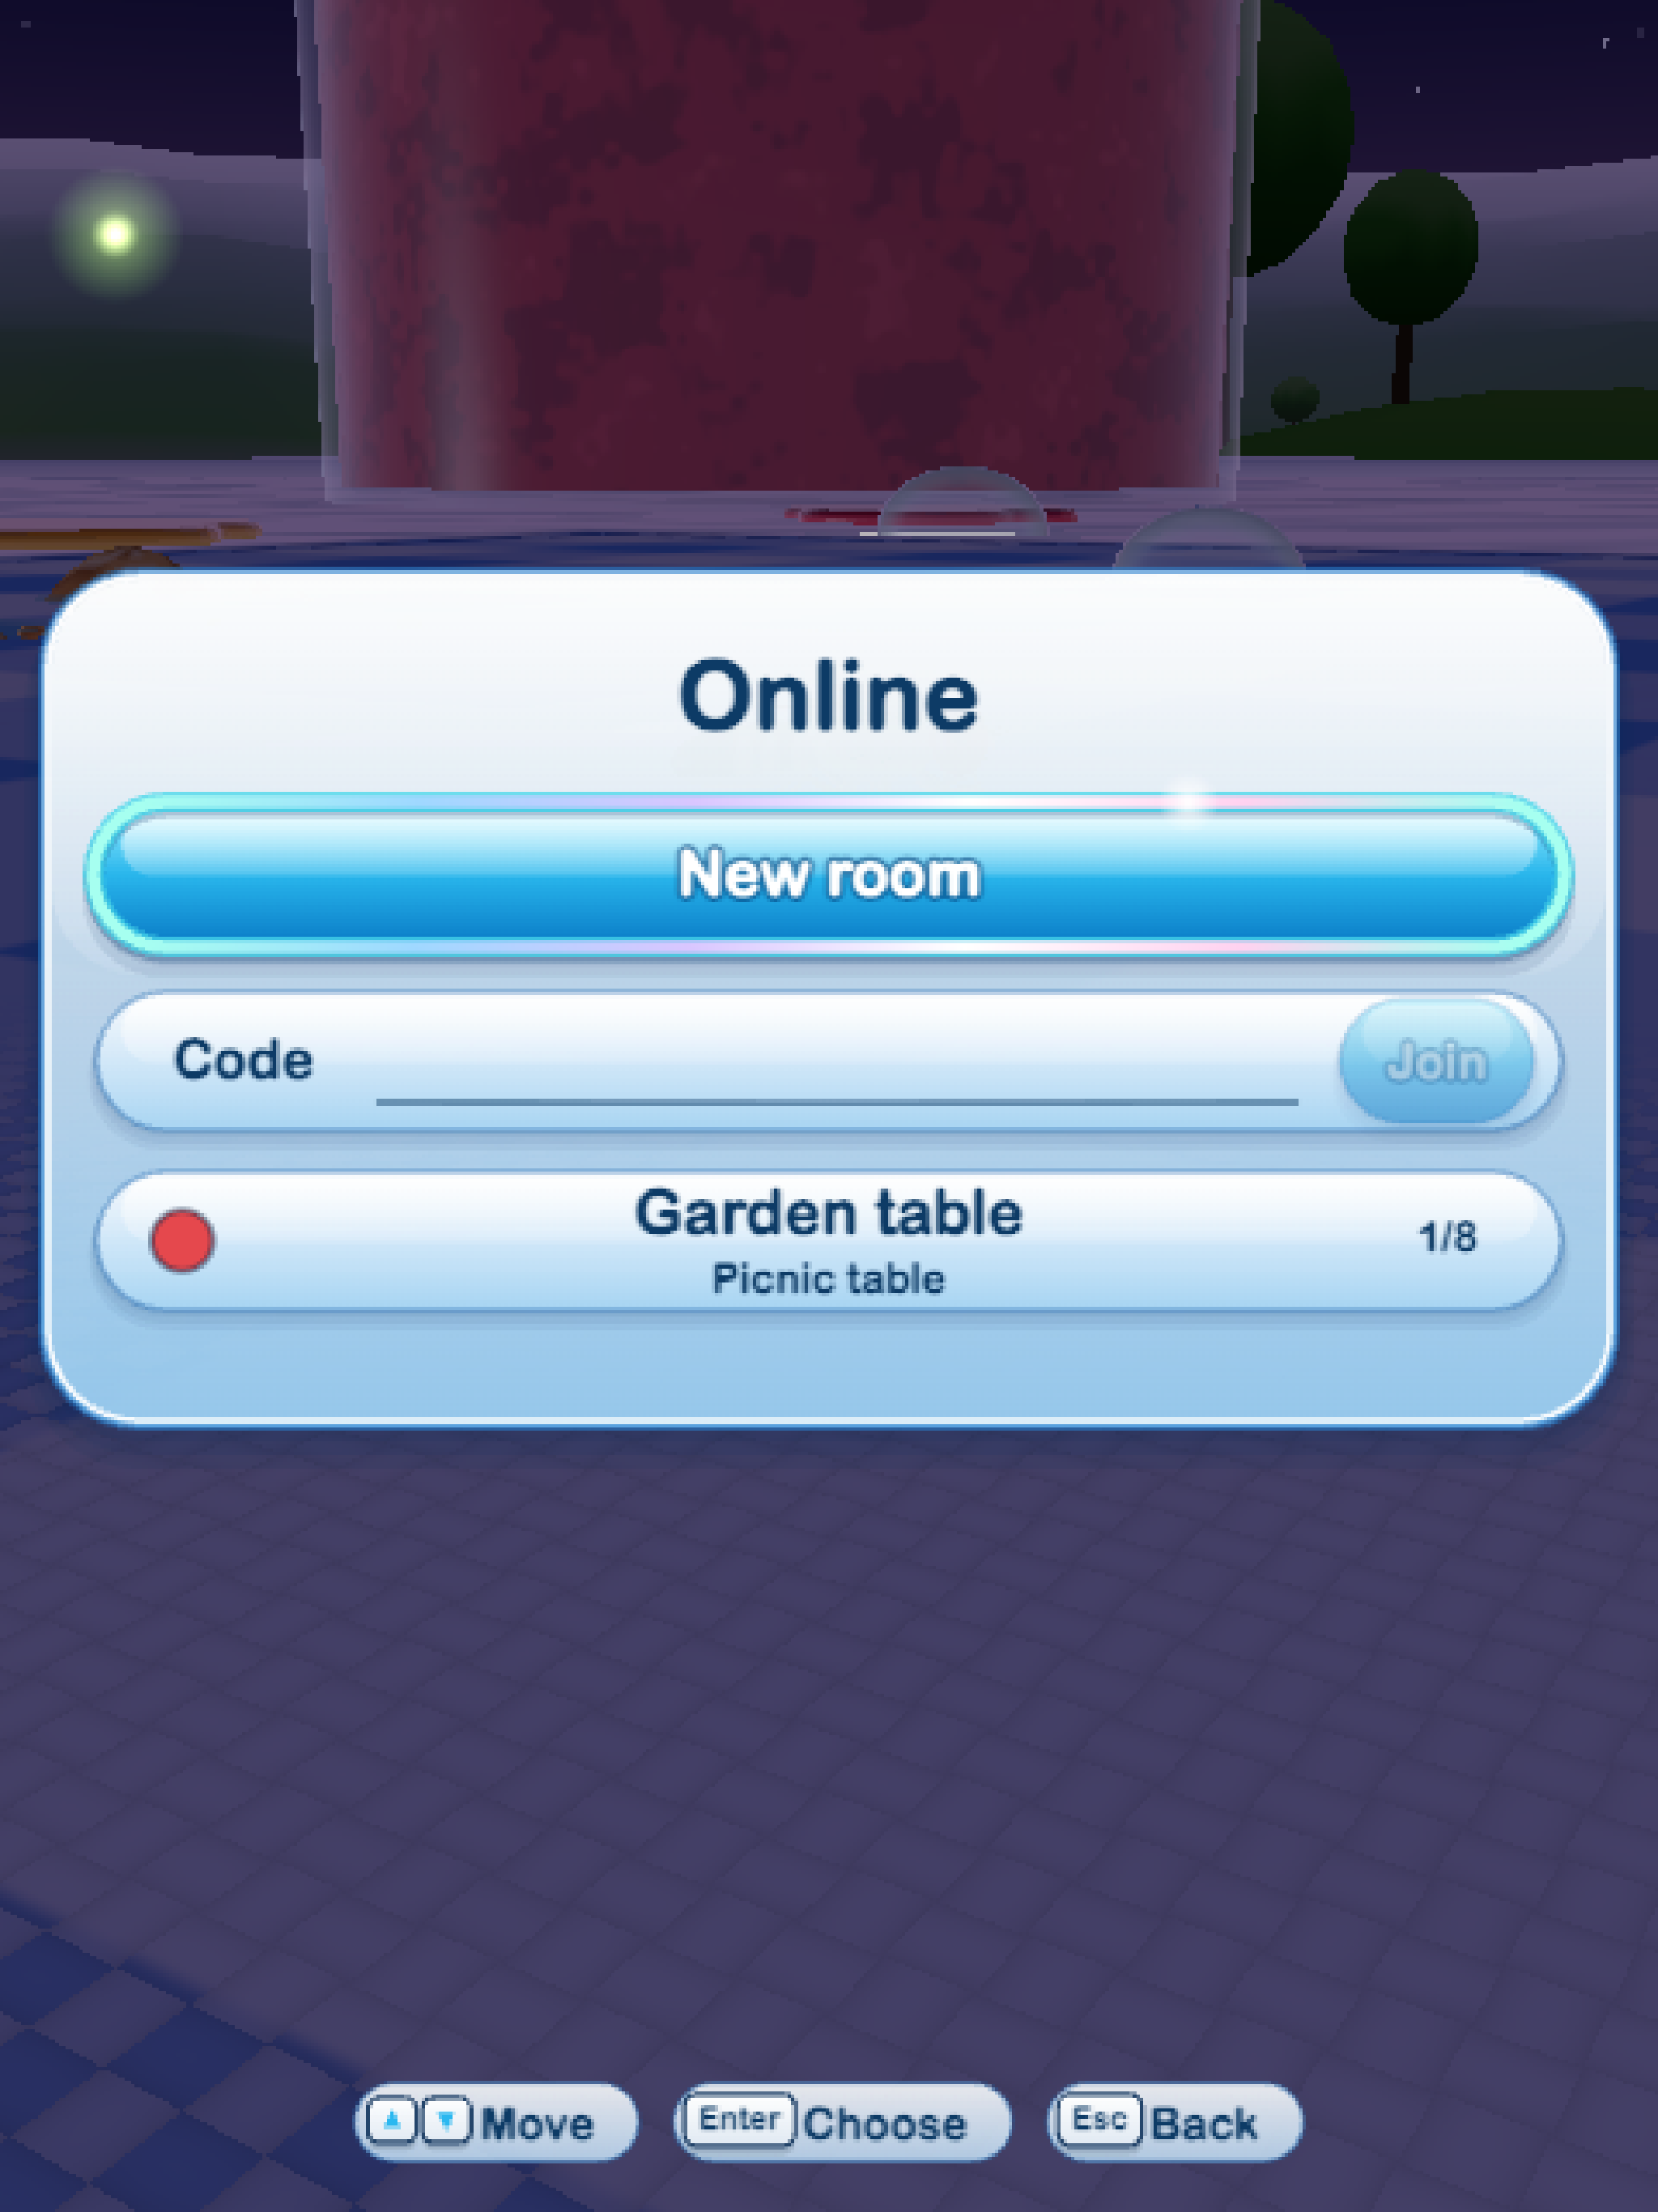 Online
New room
Code
Join
Garden table
Picnic table
1/8
▲ ▼ Move
Enter Choose
Esc Back